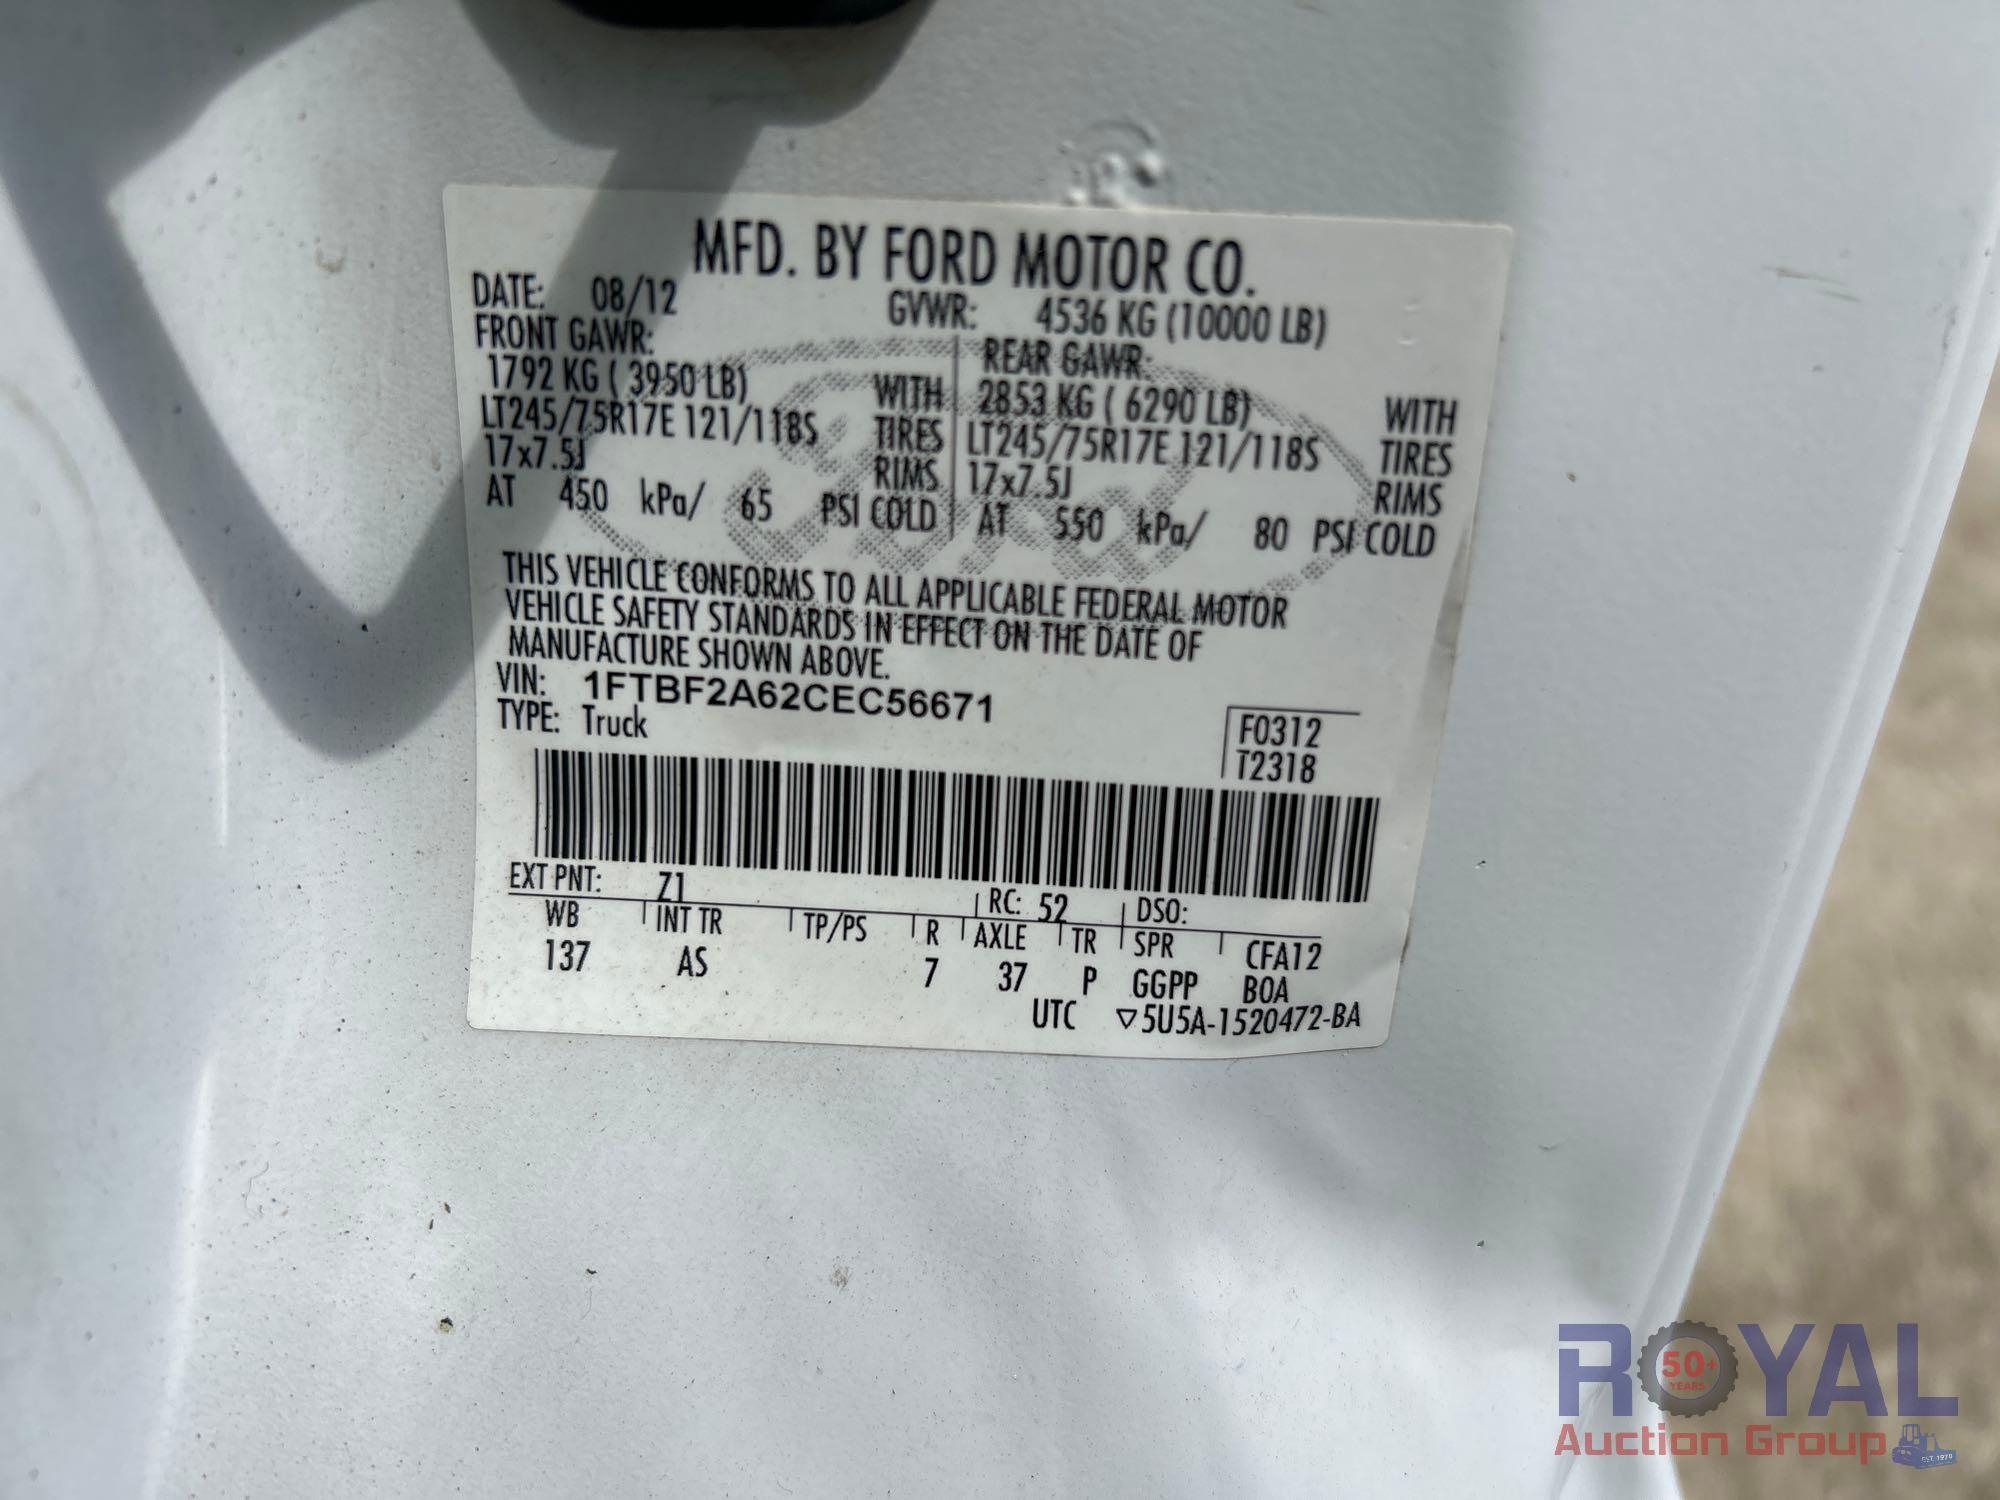 MFD. BY FORD MOTOR CO.
DATE: 08/12 GVWR: 4536 KG (10000 LB)
FRONT GAWR: REAR GAWR:
1792 KG ( 3950 LB) WITH 2853 KG ( 6290 LB) WITH
LT245/75R17E 121/118S TIRES LT245/75R17E 121/118S TIRES
17x7.5J RIMS 17x7.5J RIMS
AT 450 kPa/ 65 PSI COLD AT 550 kPa/ 80 PSI COLD
THIS VEHICLE CONFORMS TO ALL APPLICABLE FEDERAL MOTOR
VEHICLE SAFETY STANDARDS IN EFFECT ON THE DATE OF
MANUFACTURE SHOWN ABOVE.
VIN: 1FTBF2A62CEC56671
TYPE: Truck
F0312
T2318
EXT PNT: Z1 RC: 52 DSO:
WB INT TR TP/PS R AXLE TR SPR CFA12
137 AS 7 37 P GGPP BOA
UTC ▽5U5A-1520472-BA
ROYAL
50+
YEARS
Auction Group
EST. 1970